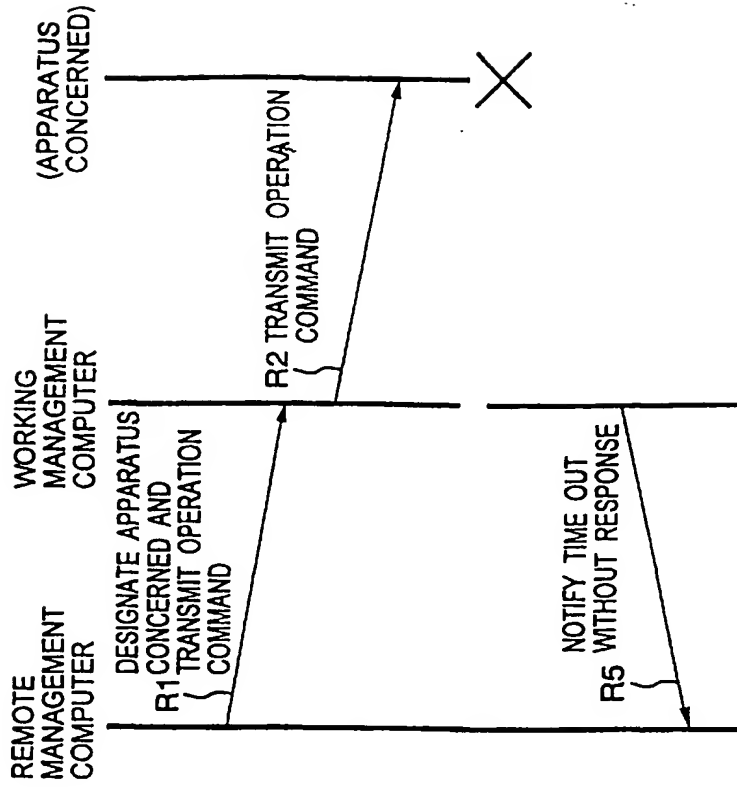 REMOTE
MANAGEMENT
COMPUTER
WORKING
MANAGEMENT
COMPUTER
(APPARATUS
CONCERNED)
DESIGNATE APPARATUS
CONCERNED AND
TRANSMIT OPERATION
COMMAND
R1
R2 TRANSMIT OPERATION
COMMAND
NOTIFY TIME OUT
WITHOUT RESPONSE
R5